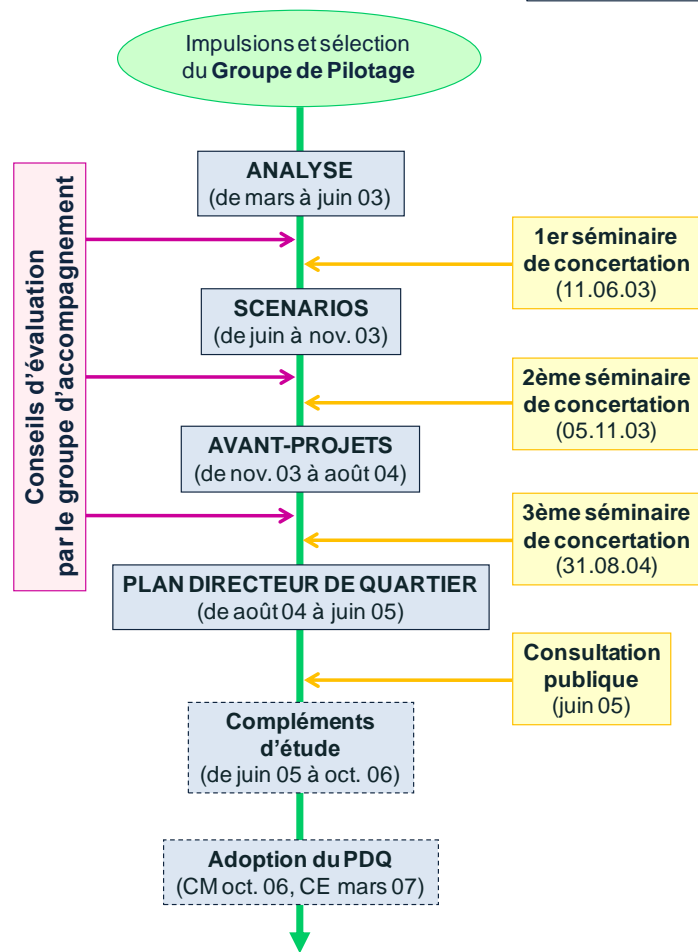 Impulsions et sélection
du Groupe de Pilotage
ANALYSE
(de mars à juin 03)
Conseils d'évaluation
par le groupe d'accompagnement
1er séminaire
de concertation
(11.06.03)
SCENARIOS
(de juin à nov. 03)
2ème séminaire
de concertation
(05.11.03)
AVANT-PROJETS
(de nov. 03 à août 04)
3ème séminaire
de concertation
(31.08.04)
PLAN DIRECTEUR DE QUARTIER
(de août 04 à juin 05)
Consultation
publique
(juin 05)
Compléments
d'étude
(de juin 05 à oct. 06)
Adoption du PDQ
(CM oct. 06, CE mars 07)